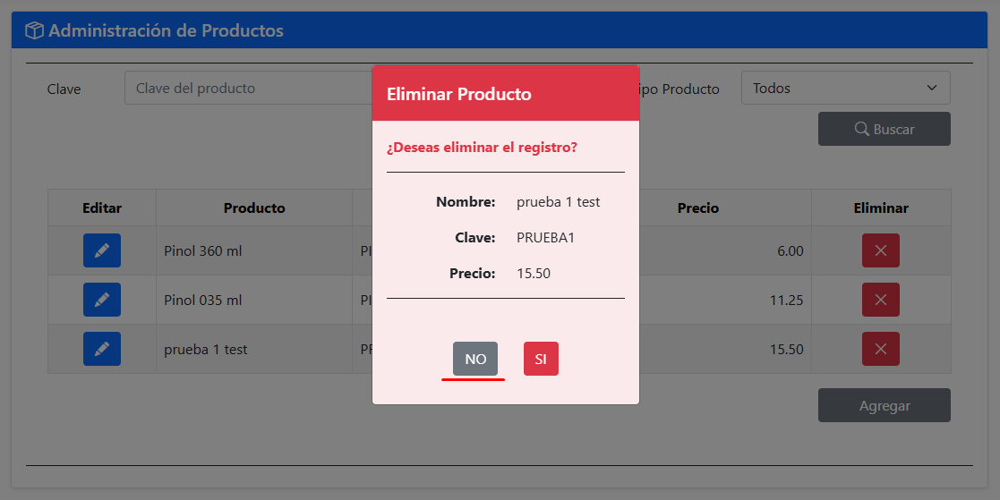 Administración de Productos
Clave Clave del producto ipo Producto Todos
Buscar
Eliminar Producto
¿Deseas eliminar el registro?
Nombre: prueba 1 test
Clave: PRUEBA1
Precio: 15.50
NO SI
Editar Producto Precio Eliminar
Pinol 360 ml PI 6.00
Pinol 035 ml PI 11.25
prueba 1 test PR 15.50
Agregar